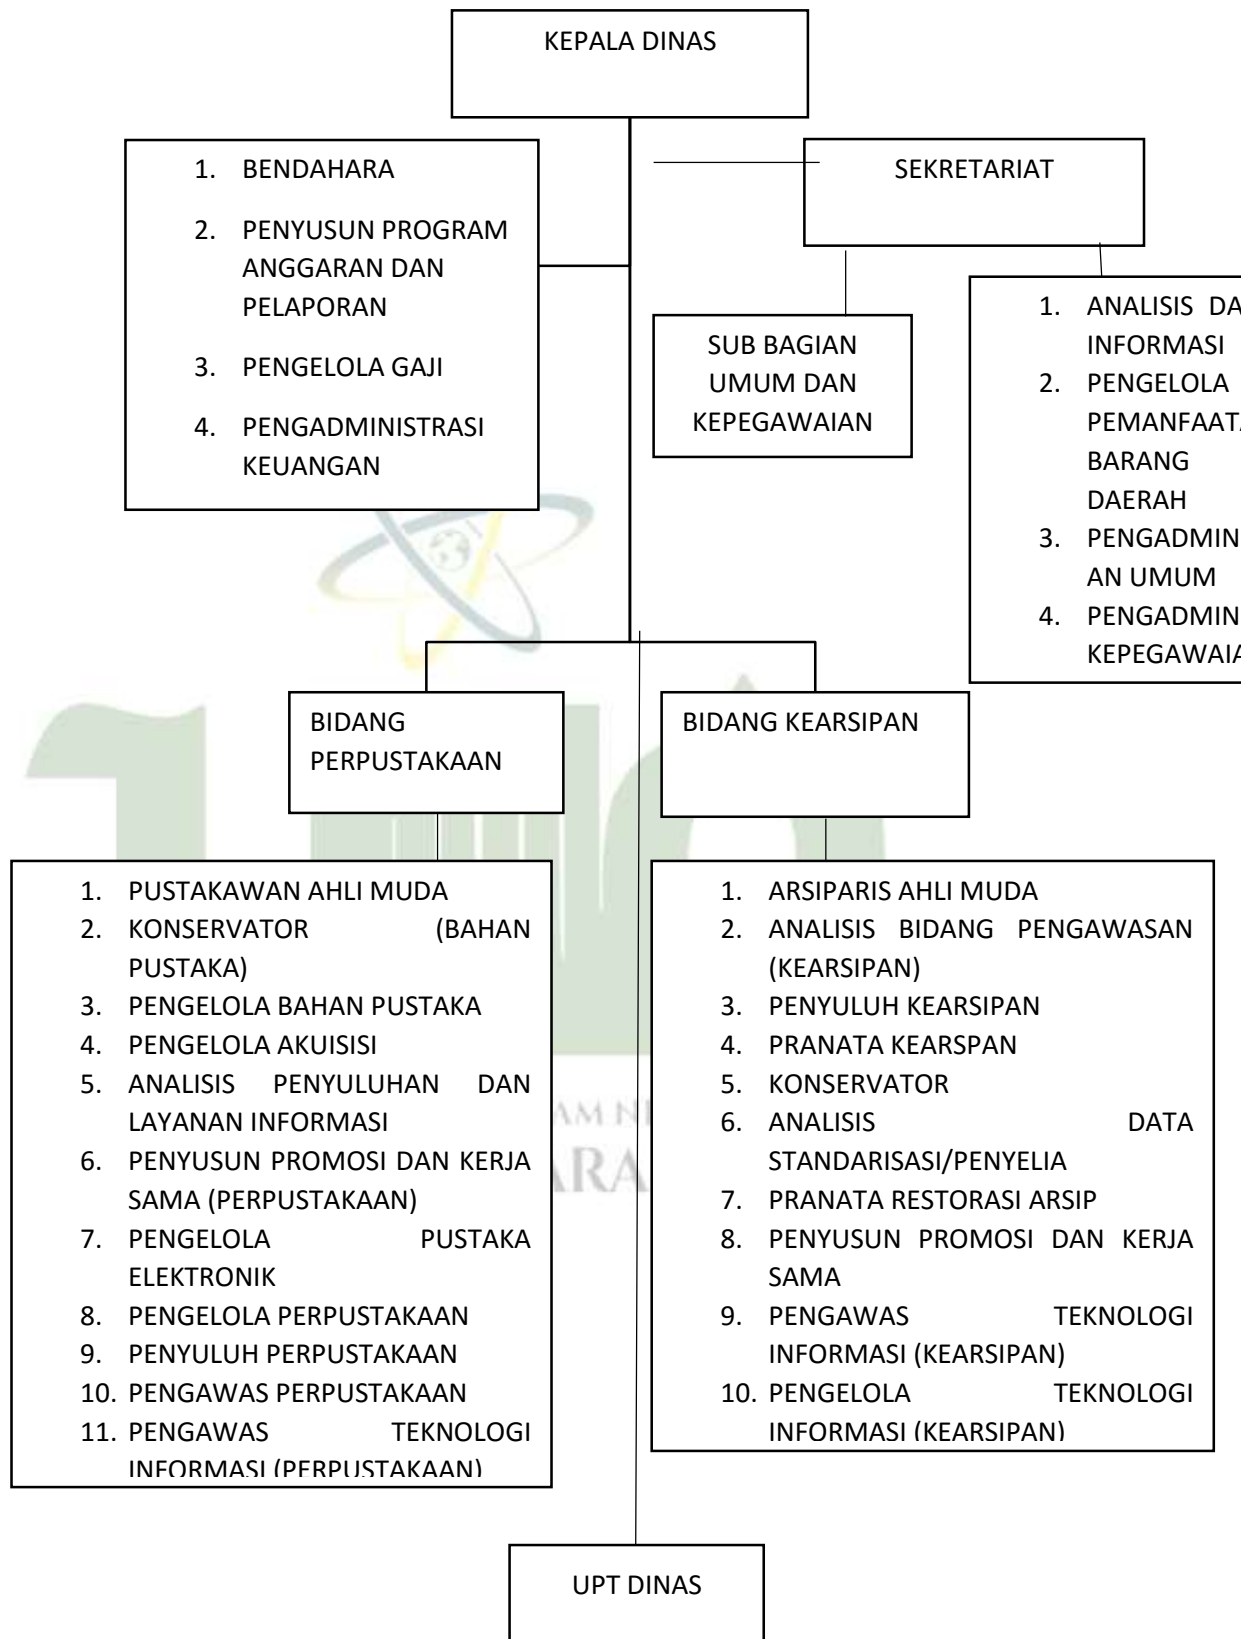 KEPALA DINAS
1. BENDAHARA
2. PENYUSUN PROGRAM
ANGGARAN DAN
PELAPORAN
3. PENGELOLA GAJI
4. PENGADMINISTRASI
KEUANGAN
SEKRETARIAT
SUB BAGIAN
UMUM DAN
KEPEGAWAIAN
1. ANALISIS
INFORMASI
2. PENGELOLA
BARANG
DAERAH
3.
AN UMUM
4.
BIDANG
PERPUSTAKAAN
BIDANG KEARSIPAN
1. PUSTAKAWAN AHLI MUDA
2. KONSERVATOR (BAHAN
PUSTAKA)
3. PENGELOLA BAHAN PUSTAKA
4. PENGELOLA AKUISISI
5. ANALISIS PENYULUHAN DAN
LAYANAN INFORMASI
6. PENYUSUN PROMOSI DAN KERJA
SAMA (PERPUSTAKAAN)
7. PENGELOLA PUSTAKA
ELEKTRONIK
8. PENGELOLA PERPUSTAKAAN
9. PENYULUH PERPUSTAKAAN
10. PENGAWAS PERPUSTAKAAN
11. PENGAWAS TEKNOLOGI
INFORMASI (PERPUSTAKAAN)
1. ARSIPARIS AHLI MUDA
2. ANALISIS BIDANG PENGAWASAN
(KEARSIPAN)
3. PENYULUH KEARSIPAN
4. PRANATA KEARSPAN
5. KONSERVATOR
6. ANALISIS DATA
STANDARISASI/PENYELIA
7. PRANATA RESTORASI ARSIP
8. PENYUSUN PROMOSI DAN KERJA
SAMA
9. PENGAWAS TEKNOLOGI
INFORMASI (KEARSIPAN)
10. PENGELOLA TEKNOLOGI
INFORMASI (KEARSIPAN)
UPT DINAS